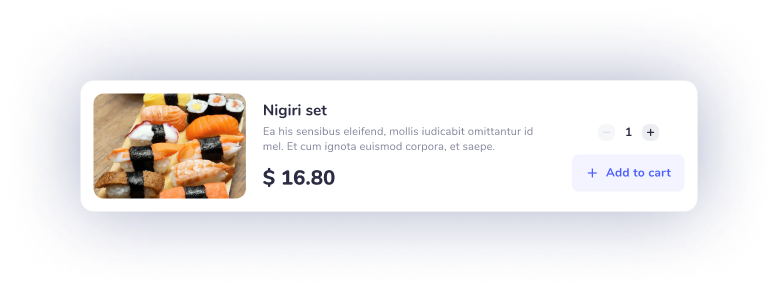 Nigiri set
Ea his sensibus eleifend, mollis iudicabit omittantur id
mel. Et cum ignota euismod corpora, et saepe.
$ 16.80
1
Add to cart